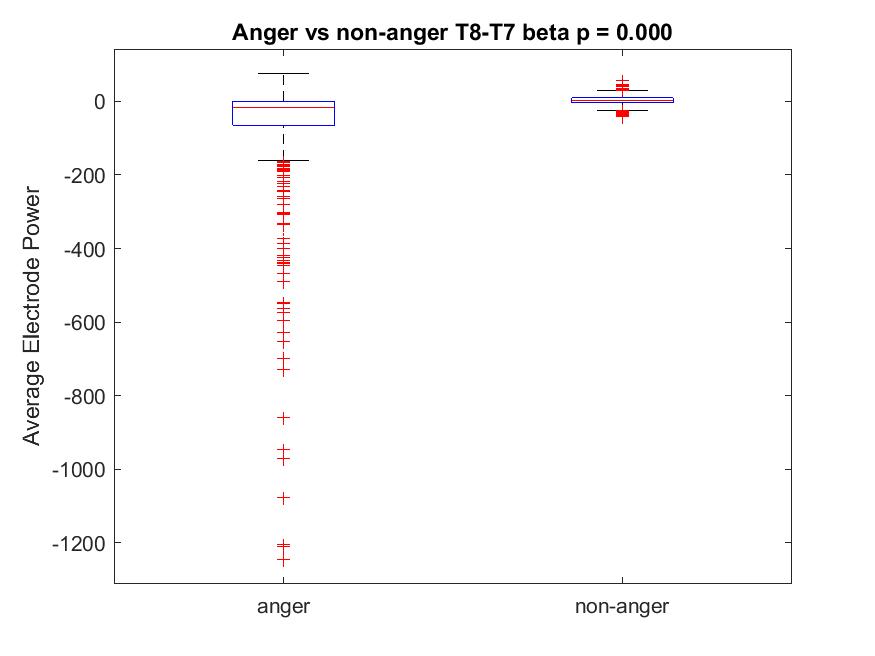 Anger vs non-anger T8-T7 beta p = 0.000
Average Electrode Power
0
-200
-400
-600
-800
-1000
-1200
anger non-anger